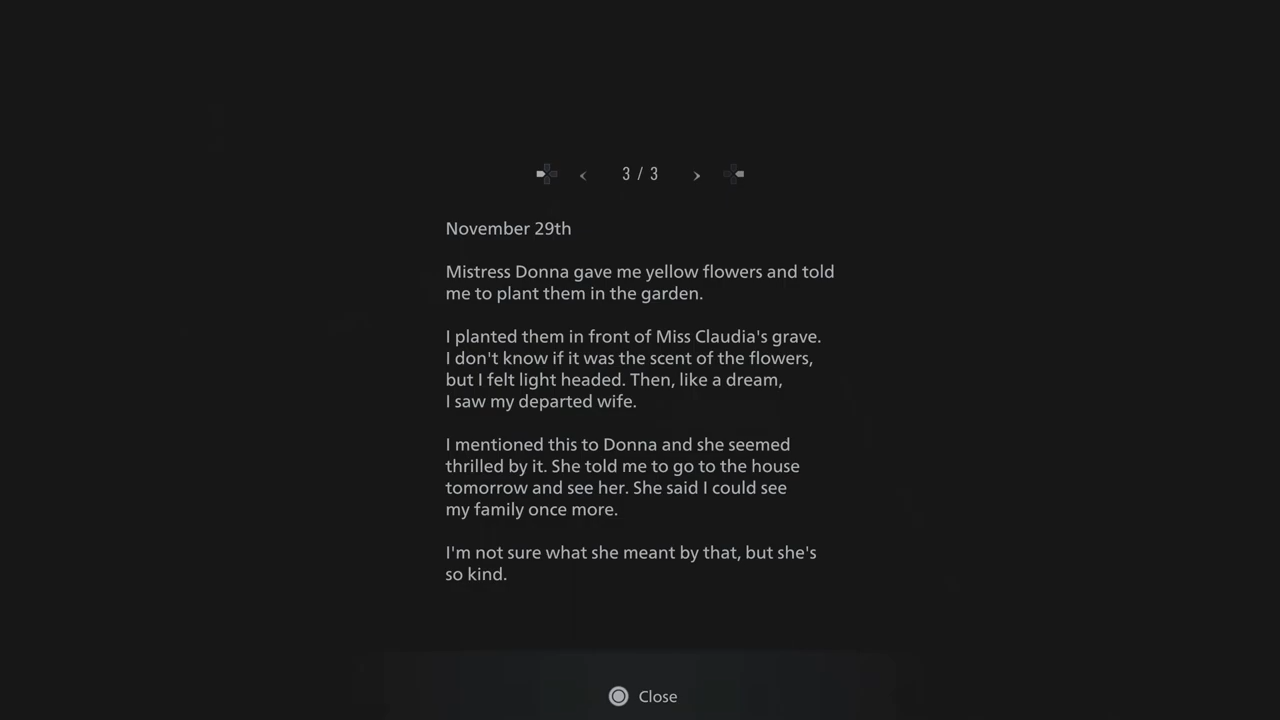 3 / 3
November 29th
Mistress Donna gave me yellow flowers and told
me to plant them in the garden.
I planted them in front of Miss Claudia's grave.
I don't know if it was the scent of the flowers,
but I felt light headed. Then, like a dream,
I saw my departed wife.
I mentioned this to Donna and she seemed
thrilled by it. She told me to go to the house
tomorrow and see her. She said I could see
my family once more.
I'm not sure what she meant by that, but she's
so kind.
Close